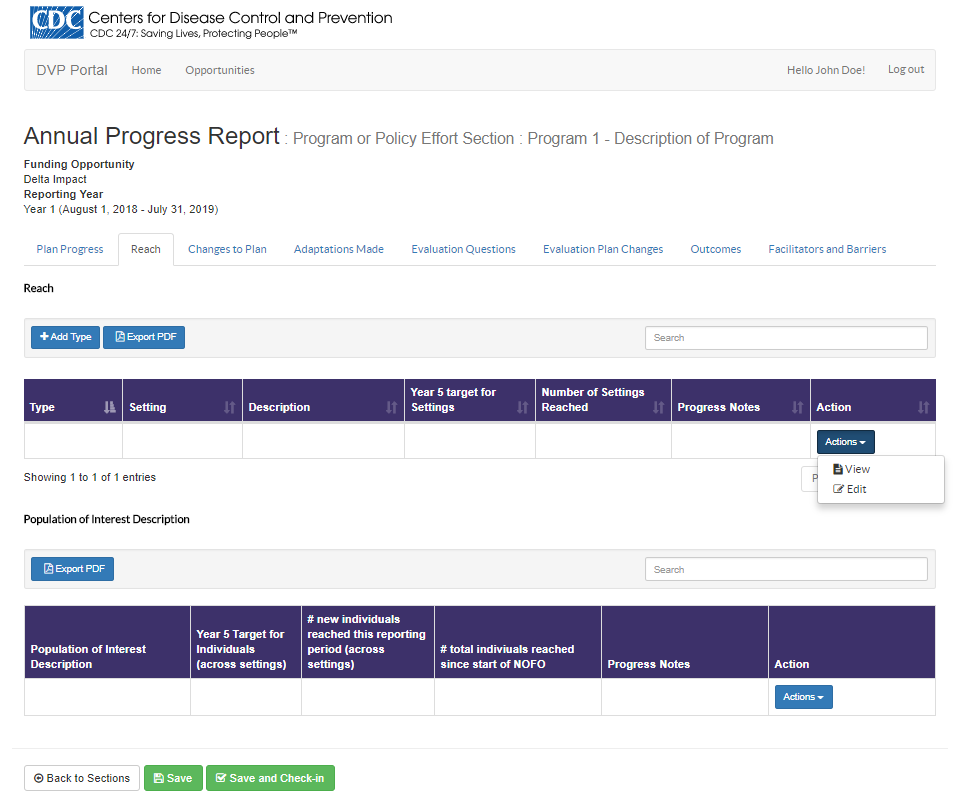 CDC Centers for Disease Control and Prevention
CDC 24/7: Saving Lives, Protecting People™
DVP Portal Home Opportunities Hello John Doe! Log out
Annual Progress Report : Program or Policy Effort Section : Program 1 - Description of Program
Funding Opportunity
Delta Impact
Reporting Year
Year 1 (August 1, 2018 - July 31, 2019)
Plan Progress Reach Changes to Plan Adaptations Made Evaluation Questions Evaluation Plan Changes Outcomes Facilitators and Barriers
Reach
Add Type Export PDF Search
Type Setting Description Year 5 target for Settings Number of Settings Reached Progress Notes Action
Actions
View
Edit
Showing 1 to 1 of 1 entries
Population of Interest Description
Export PDF Search
Population of Interest Description Year 5 Target for Individuals (across settings) # new individuals reached this reporting period (across settings) # total indiviuals reached since start of NOFO Progress Notes Action
Actions
Back to Sections Save Save and Check-in